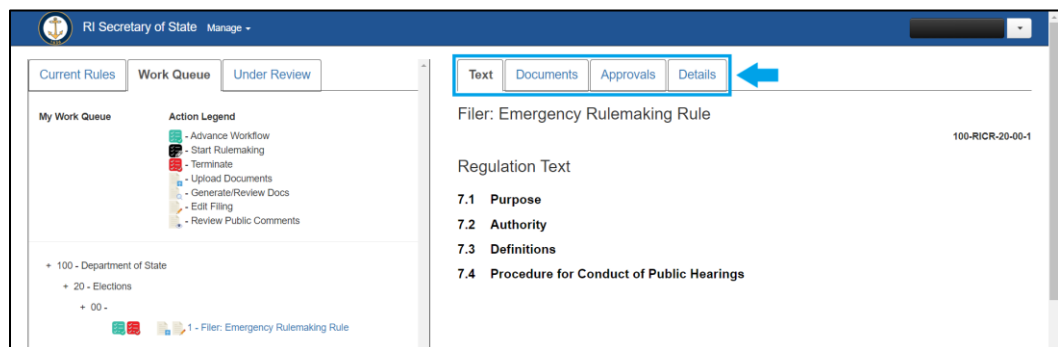 RI Secretary of State Manage
Current Rules Work Queue Under Review
My Work Queue
Action Legend
- Advance Workflow
- Start Rulemaking
- Terminate
- Upload Documents
- Generate/Review Docs
- Edit Filing
- Review Public Comments
+ 100 - Department of State
+ 20 - Elections
+ 00 -
1 - Filer: Emergency Rulemaking Rule
Text Documents Approvals Details
Filer: Emergency Rulemaking Rule
100-RICR-20-00-1
Regulation Text
7.1 Purpose
7.2 Authority
7.3 Definitions
7.4 Procedure for Conduct of Public Hearings